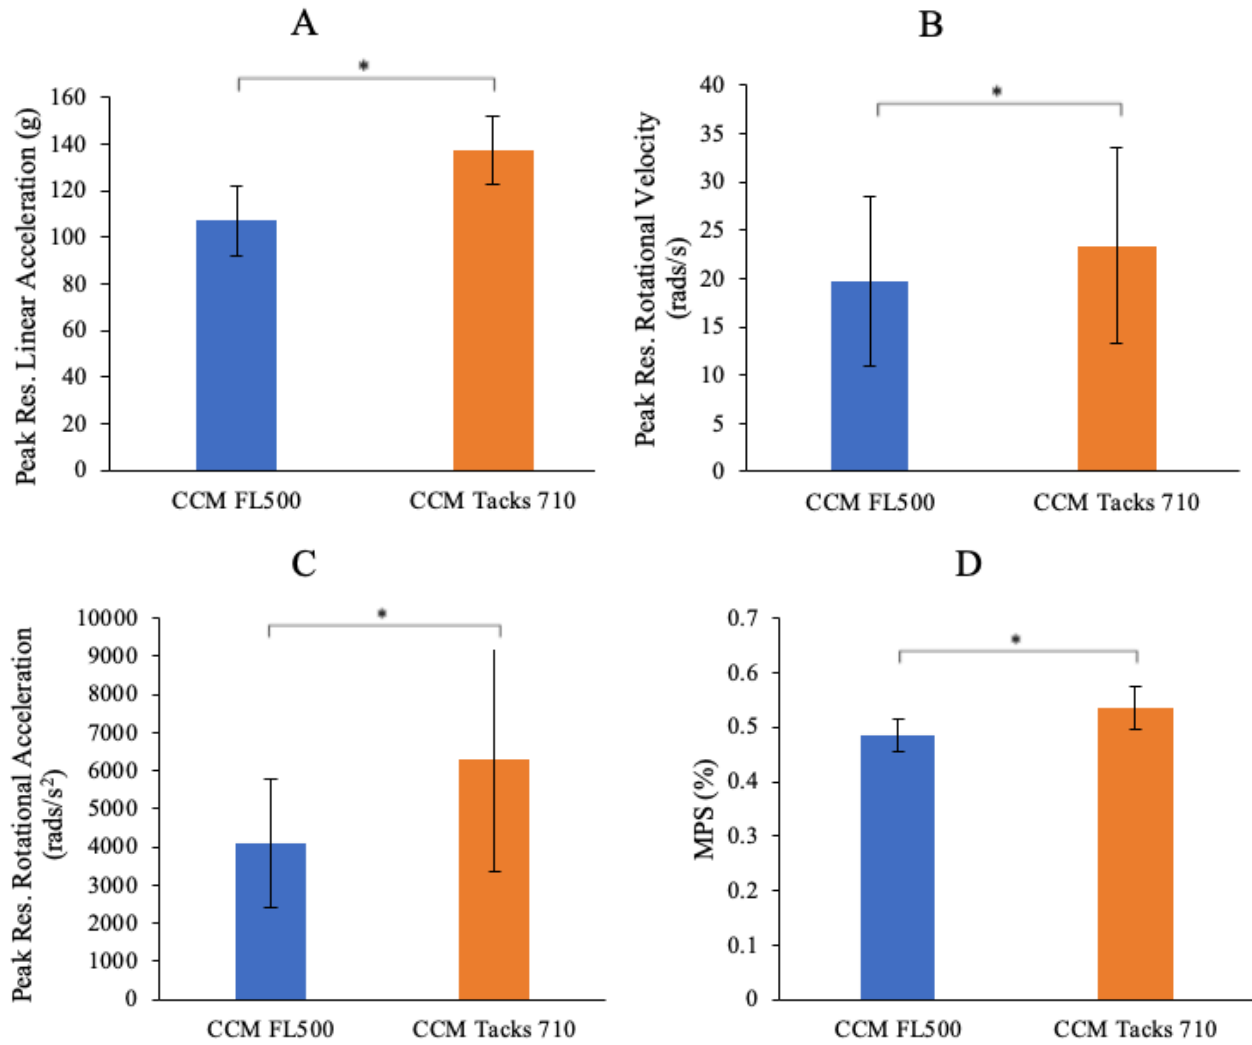 A
Peak Res. Linear Acceleration (g)
160
140
120
100
80
60
40
20
0
*
CCM FL500
CCM Tacks 710
B
Peak Res. Rotational Velocity
(rads/s)
40
35
30
25
20
15
10
5
0
*
CCM FL500
CCM Tacks 710
C
Peak Res. Rotational Acceleration
(rads/s²)
10000
9000
8000
7000
6000
5000
4000
3000
2000
1000
0
*
CCM FL500
CCM Tacks 710
D
MPS (%)
0.7
0.6
0.5
0.4
0.3
0.2
0.1
0
*
CCM FL500
CCM Tacks 710